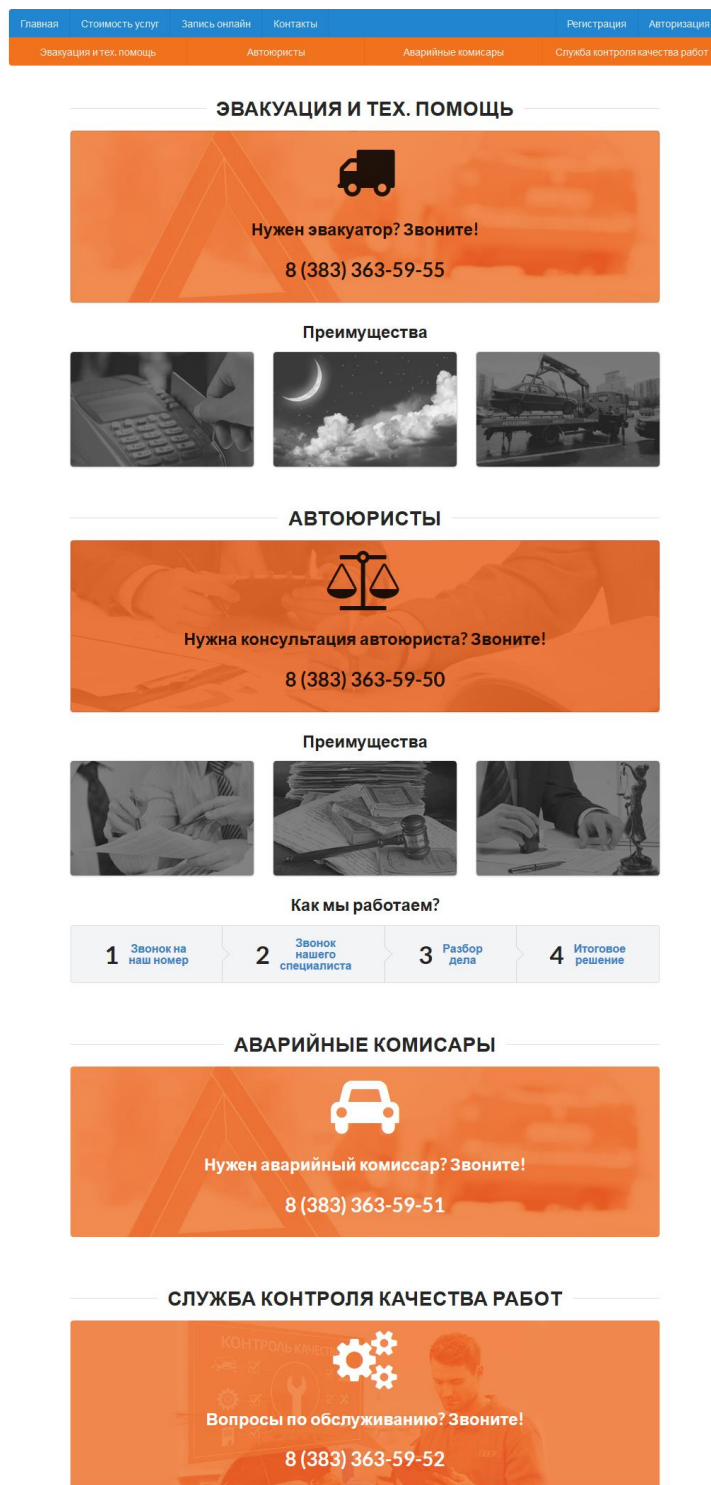 Главная Стоимость услуг Запись онлайн Контакты Регистрация Авторизация
Эвакуация и тех. помощь Автоюристы Аварийные комисары Служба контроля качества работ
ЭВАКУАЦИЯ И ТЕХ. ПОМОЩЬ
Нужен эвакуатор? Звоните!
8 (383) 363-59-55
Преимущества
АВТОЮРИСТЫ
Нужна консультация автоюриста? Звоните!
8 (383) 363-59-50
Преимущества
Как мы работаем?
1 Звонок на
наш номер
2 Звонок
нашего
специалиста
3 Разбор
дела
4 Итоговое
решение
АВАРИЙНЫЕ КОМИСАРЫ
Нужен аварийный комиссар? Звоните!
8 (383) 363-59-51
СЛУЖБА КОНТРОЛЯ КАЧЕСТВА РАБОТ
КОНТРОЛЬ
Вопросы по обслуживанию? Звоните!
8 (383) 363-59-52